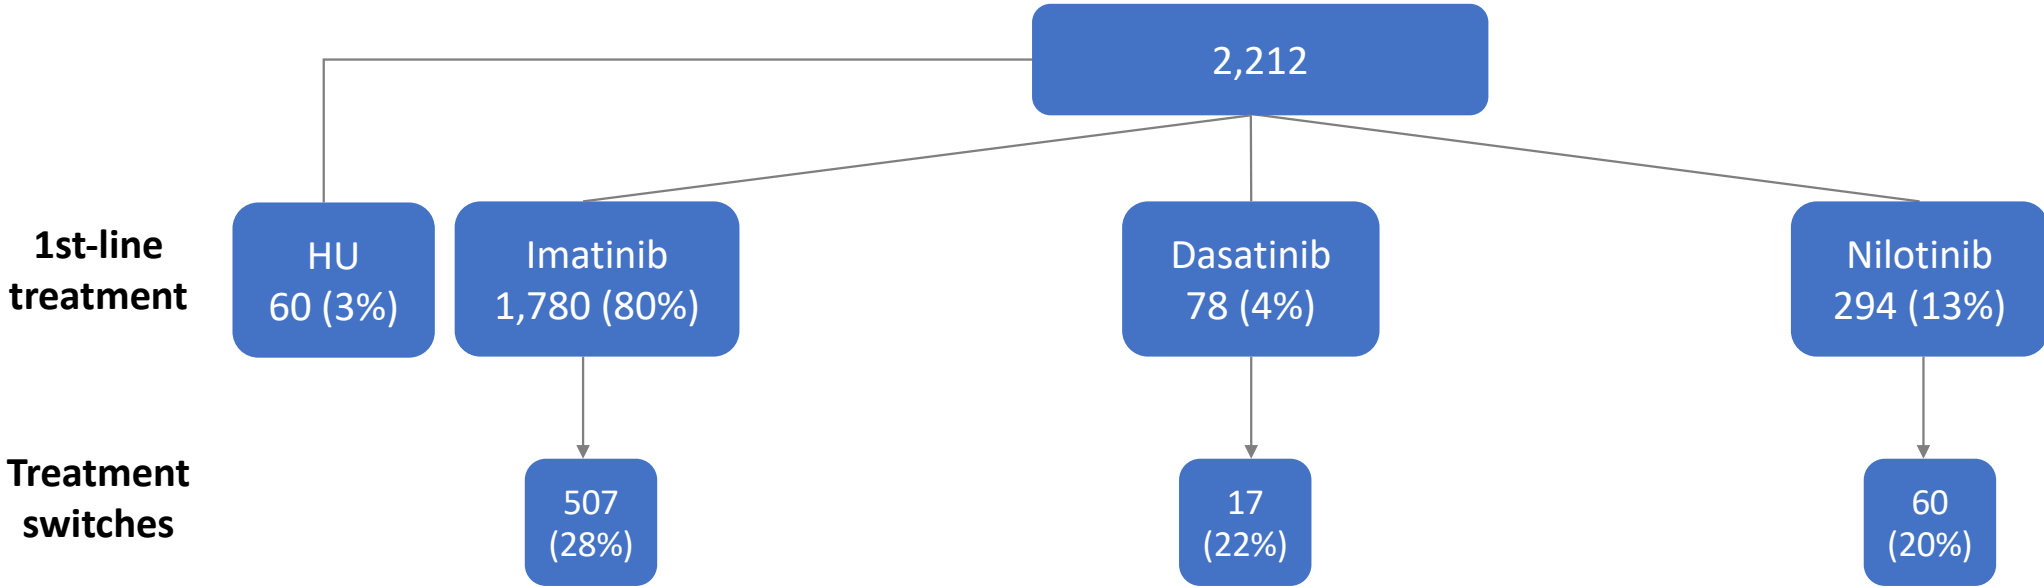 2,212
1st-line
treatment
HU
60 (3%)
Imatinib
1,780 (80%)
Dasatinib
78 (4%)
Nilotinib
294 (13%)
Treatment
switches
507
(28%)
17
(22%)
60
(20%)